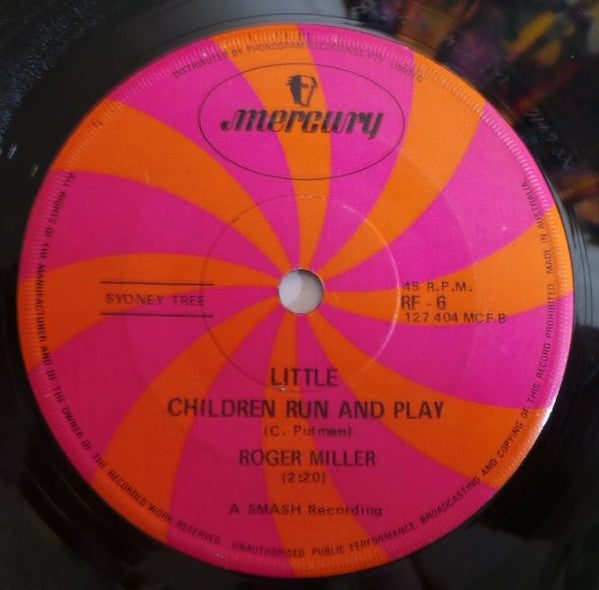 DISTRIBUTED BY PHONOGRAM RECORDINGS PTY. LIMITED
mercury
SYDNEY TREE
45 R.P.M.
RF - 6
127 404 MCF B
LITTLE
CHILDREN RUN AND PLAY
(C. Putman)
ROGER MILLER
(2:20)
A SMASH Recording
ALL RIGHTS OF THE MANUFACTURER AND OF THE OWNER OF THE RECORDED WORK RESERVED. UNAUTHORISED PUBLIC PERFORMANCE, BROADCASTING AND COPYING OF THIS RECORD PROHIBITED. MADE IN AUSTRALIA